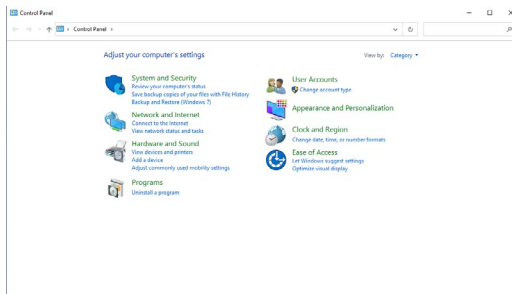 Control Panel
Control Panel
Adjust your computer's settings
View by: Category
System and Security
Review your computer's status
Save backup copies of your files with File History
Backup and Restore (Windows 7)
Network and Internet
Connect to the Internet
View network status and tasks
Hardware and Sound
View devices and printers
Add a device
Adjust commonly used mobility settings
Programs
Uninstall a program
User Accounts
Change account type
Appearance and Personalization
Clock and Region
Change date, time, or number formats
Ease of Access
Let Windows suggest settings
Optimize visual display